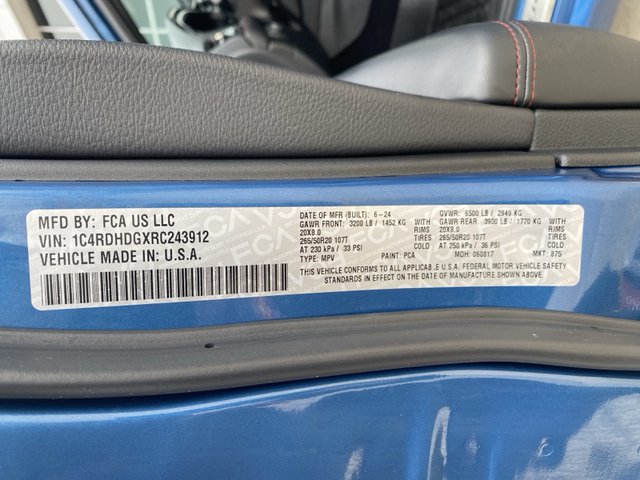 MFD BY: FCA US LLC
VIN: 1C4RDHDGXRC243912
VEHICLE MADE IN: U.S.A.
DATE OF MFR (BUILT): 6-24
GAWR FRONT: 3200 LB / 1452 KG WITH
20X8.0 RIMS
265/50R20 107T TIRES
AT 230 kPa / 33 PSI COLD
TYPE: MPV PAINT: PCA
GVWR: 6500 LB / 2949 KG
GAWR REAR: 3900 LB / 1770 KG WITH
20X8.0 RIMS
265/50R20 107T TIRES
AT 250 kPa / 36 PSI COLD
MDH: 060817 MKT: 875
THIS VEHICLE CONFORMS TO ALL APPLICAB.E U.S.A. FEDERAL MOTOR VEHICLE SAFETY
STANDARDS IN EFFECT ON THE DATE OF MANUFACTURE SHOWN ABOVE.